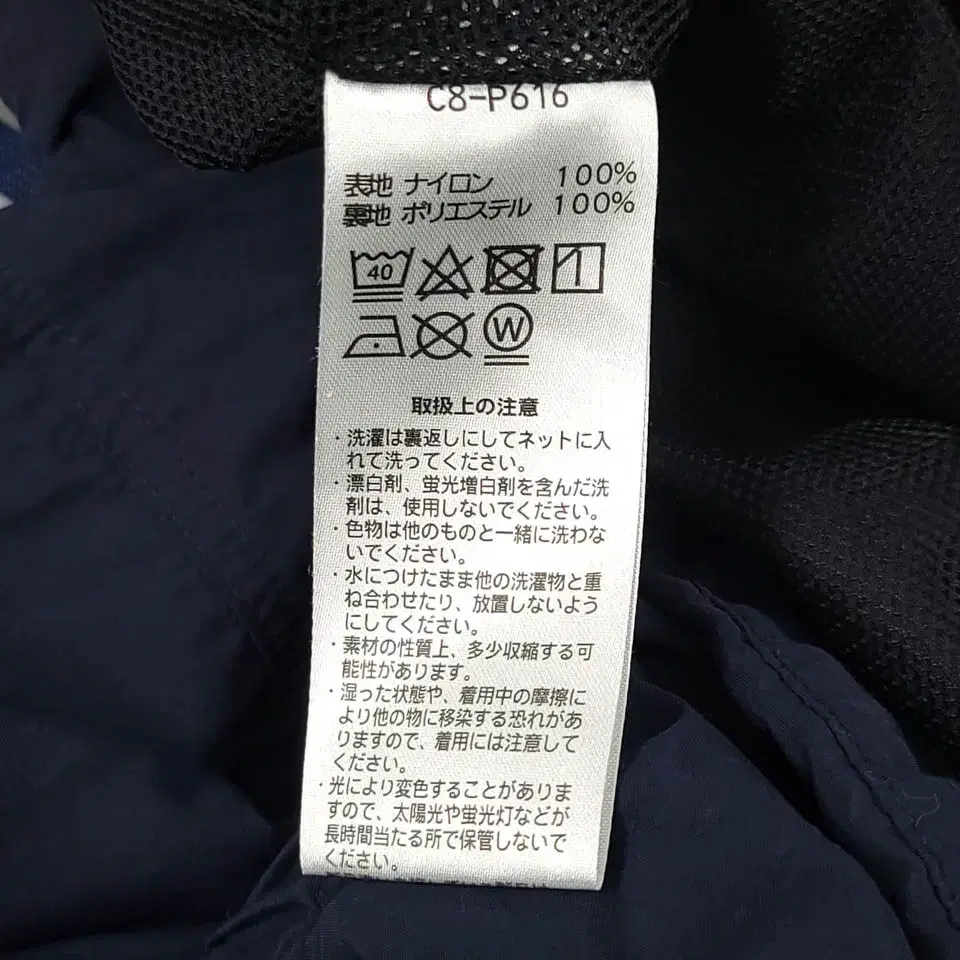 C8-P616
表地 ナイロン 100%
裏地 ポリエステル 100%
40
W
取扱上の注意
・洗濯は裏返しにしてネットに入
れて洗ってください。
・漂白剤、蛍光増白剤を含んだ洗
剤は、使用しないでください。
・色物は他のものと一緒に洗わな
いでください。
・水につけたまま他の洗濯物と重
ね合わせたり、放置しないよう
にしてください。
・素材の性質上、多少収縮する可
能性があります。
・湿った状態や、着用中の摩擦に
より他の物に移染する恐れがあ
りますので、着用には注意して
ください。
・光により変色することがありま
すので、太陽光や蛍光灯などが
長時間当たる所で保管しないで
ください。